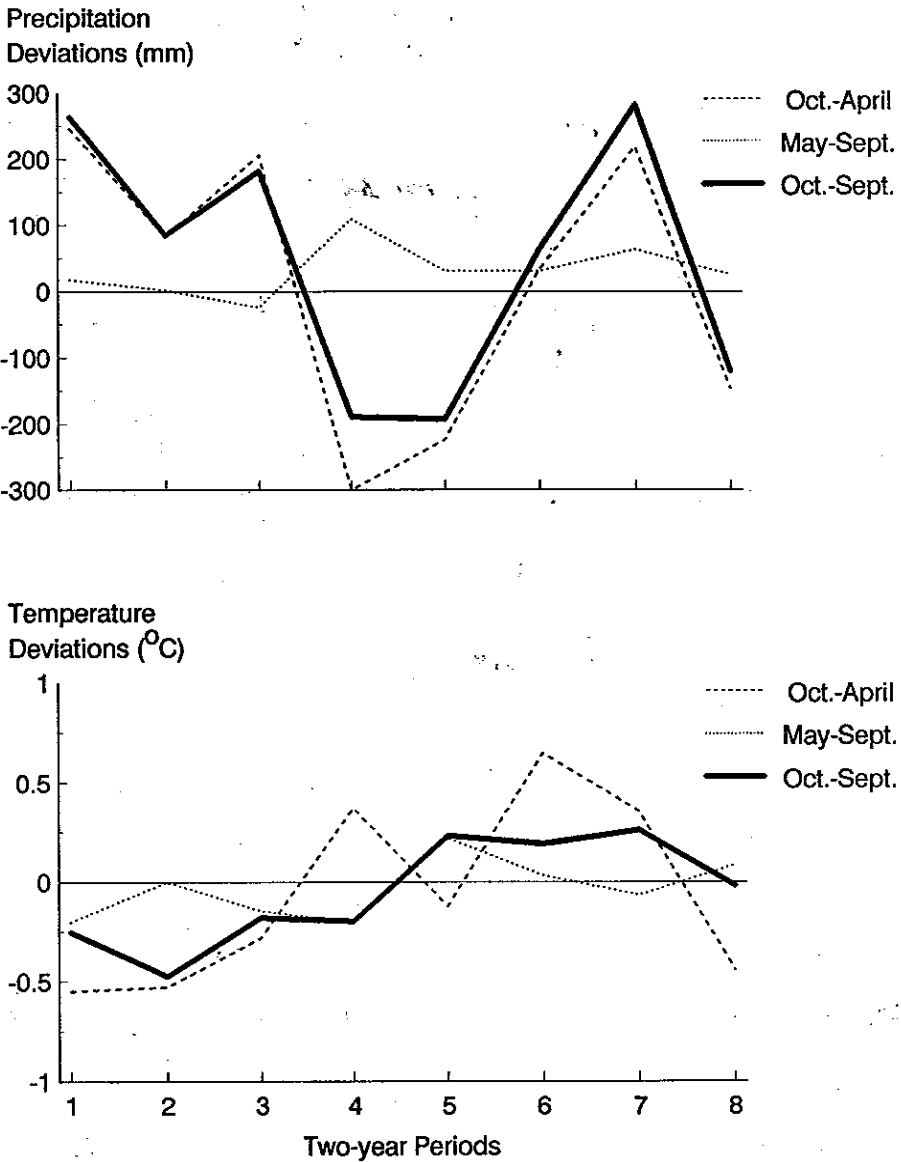 Precipitation
Deviations (mm)
300
200
100
0
-100
-200
-300
Oct.-April
May-Sept.
Oct.-Sept.
Temperature
Deviations (°C)
1
0.5
0
-0.5
-1
Oct.-April
May-Sept.
Oct.-Sept.
1 2 3 4 5 6 7 8
Two-year Periods